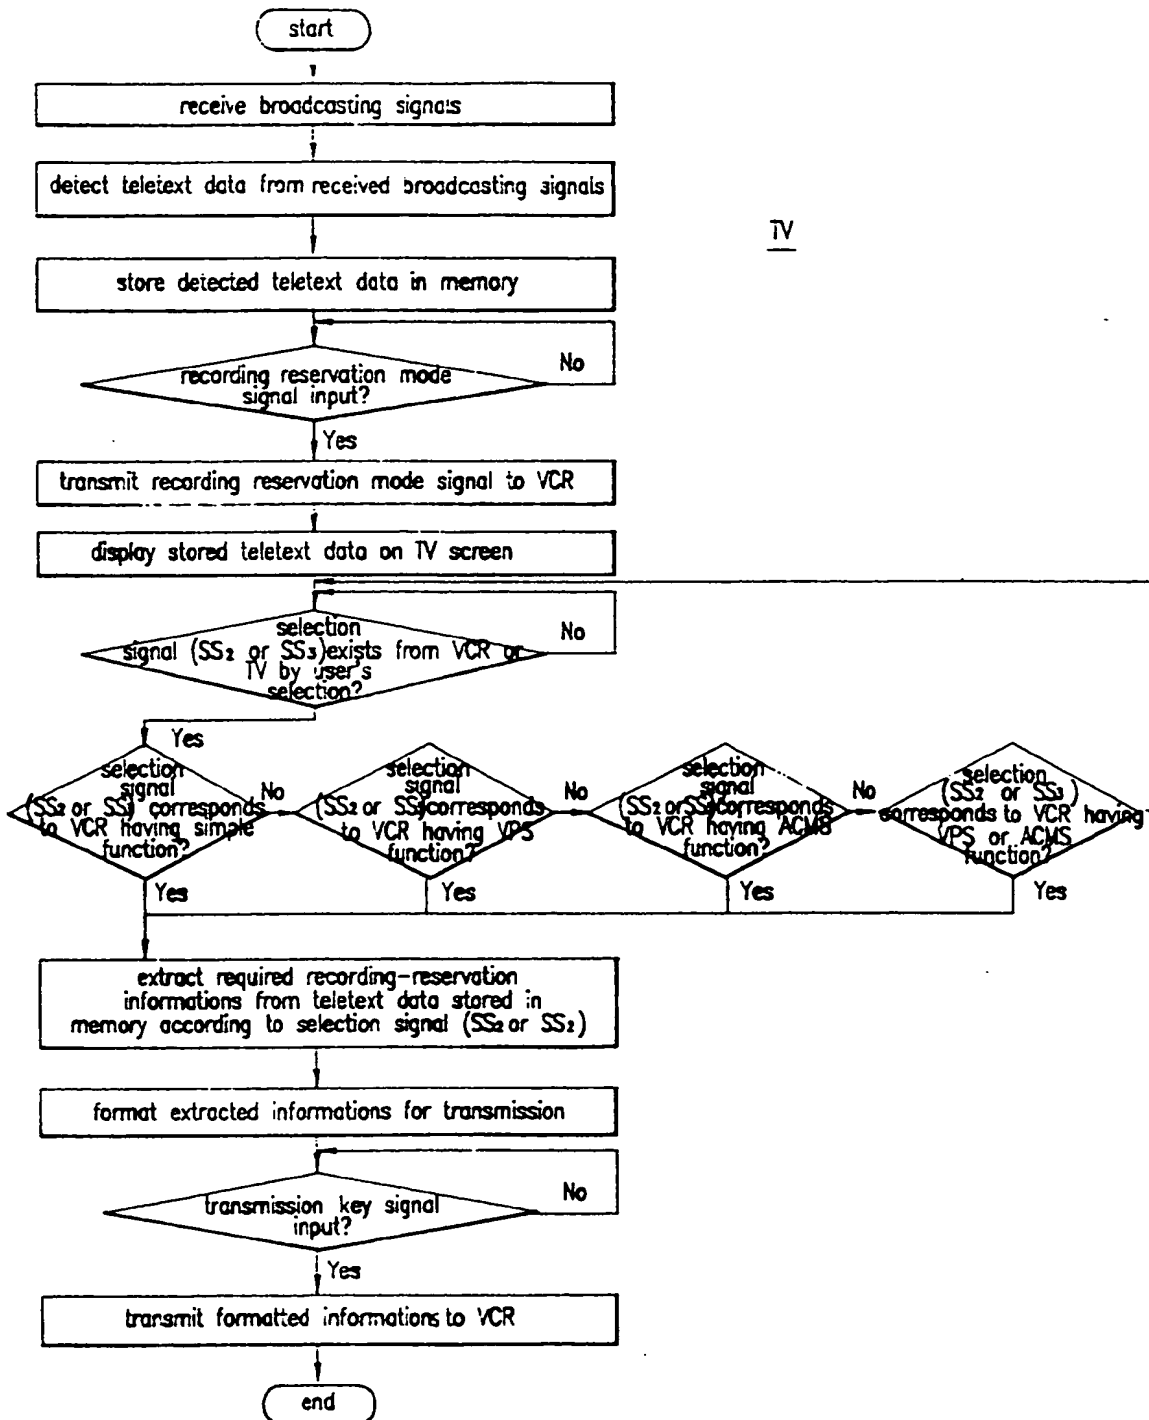 start
receive broadcasting signals
detect teletext data from received broadcasting signals
TV
store detected teletext data in memory
recording reservation mode
signal input?
No
Yes
transmit recording reservation mode signal to VCR
display stored teletext data on TV screen
selection
signal (SS₂ or SS₃)exists from VCR or
TV by user's
selection?
No
Yes
selection
signal
(SS₂ or SS₃) corresponds
to VCR having simple
function?
No
selection
signal
(SS₂ or SS₃)corresponds
to VCR having VPS
function?
No
selection
signal
(SS₂ or SS₃)corresponds
to VCR having ACMS
function?
No
selection
(SS₂ or SS₃)
corresponds to VCR having
VPS or ACMS
function?
Yes
Yes
Yes
Yes
extract required recording-reservation
informations from teletext data stored in
memory according to selection signal (SS₂ or SS₂)
format extracted informations for transmission
transmission key signal
input?
No
Yes
transmit formatted informations to VCR
end